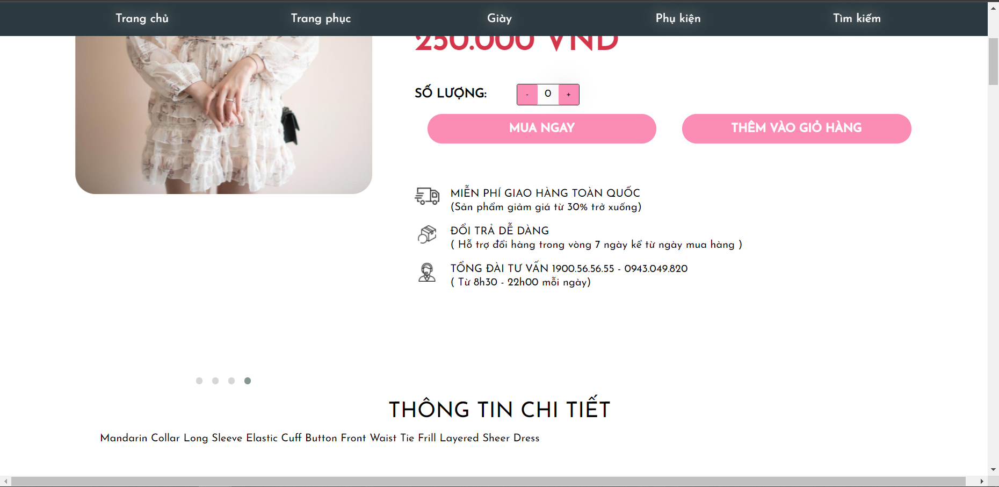 Trang chủ
Trang phục
Giày
Phụ kiện
Tìm kiếm
250.000 VND
SỐ LƯỢNG:
- 0 +
MUA NGAY
THÊM VÀO GIỎ HÀNG
MIỄN PHÍ GIAO HÀNG TOÀN QUỐC
(Sản phẩm giảm giá từ 30% trở xuống)
ĐỔI TRẢ DỄ DÀNG
( Hỗ trợ đổi hàng trong vòng 7 ngày kể từ ngày mua hàng )
TỔNG ĐÀI TƯ VẤN 1900.56.56.55 - 0943.049.820
( Từ 8h30 - 22h00 mỗi ngày)
THÔNG TIN CHI TIẾT
Mandarin Collar Long Sleeve Elastic Cuff Button Front Waist Tie Frill Layered Sheer Dress